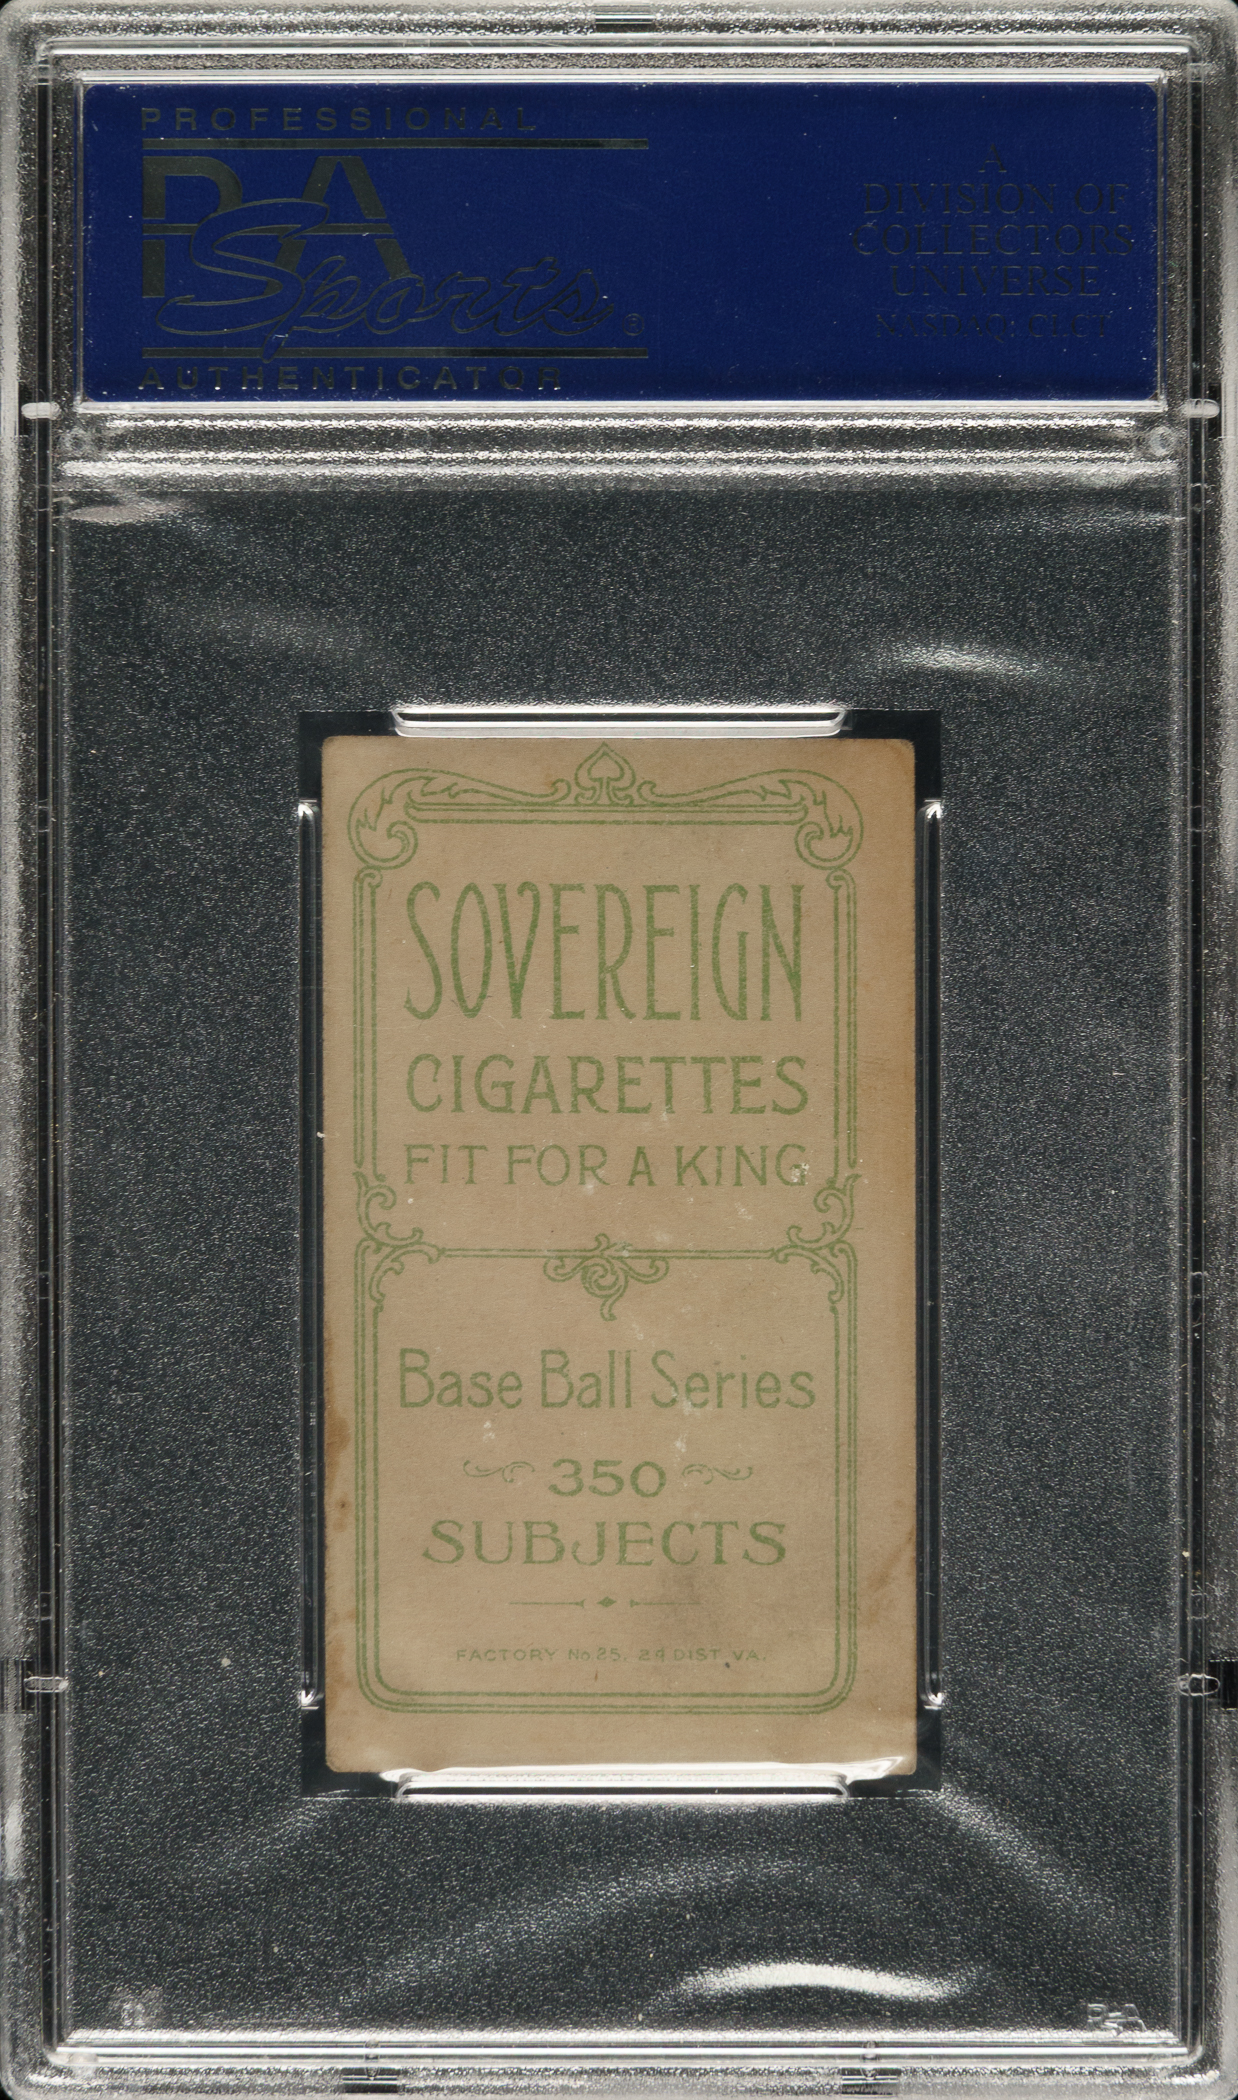 PROFESSIONAL
PSA
Sports®
AUTHENTICATOR
A
DIVISION OF
COLLECTORS
UNIVERSE
NASDAQ: CLCT
SOVEREIGN
CIGARETTES
FIT FOR A KING
Base Ball Series
350
SUBJECTS
FACTORY No 25, 2d DIST. VA.
PSA